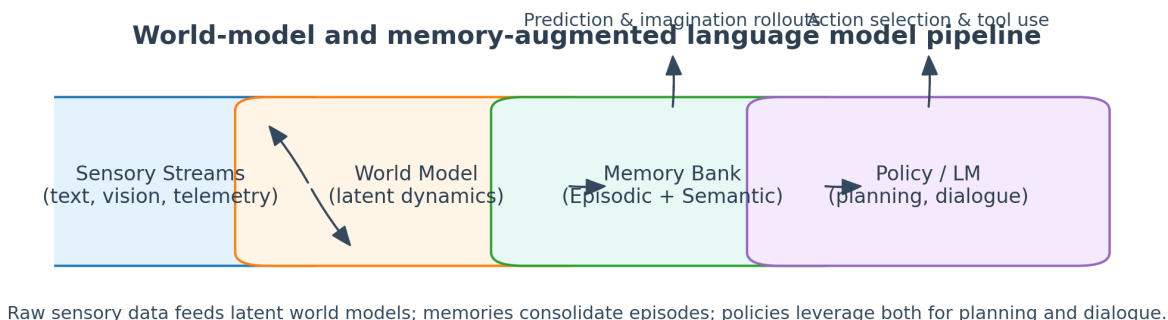 Prediction & imagination rollouts
Action selection & tool use
World-model and memory-augmented language model pipeline
Sensory Streams
(text, vision, telemetry)
World Model
(latent dynamics)
Memory Bank
(Episodic + Semantic)
Policy / LM
(planning, dialogue)
Raw sensory data feeds latent world models; memories consolidate episodes; policies leverage both for planning and dialogue.